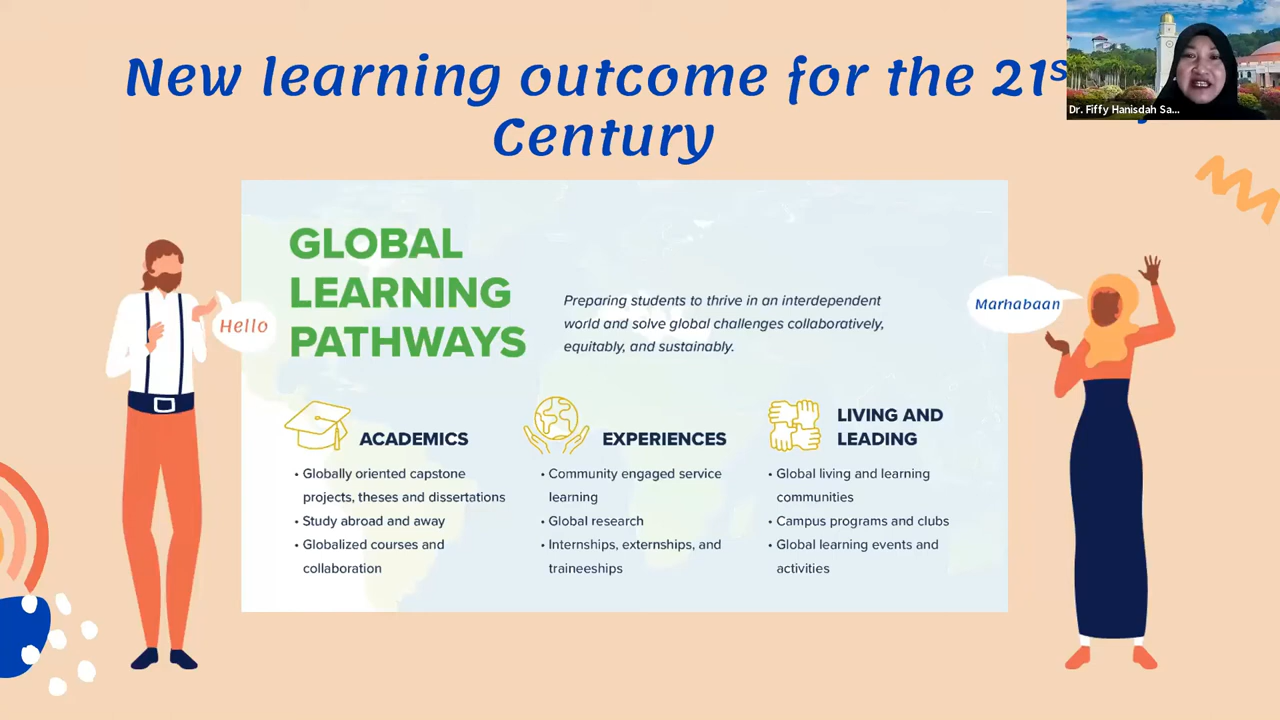 New learning outcome for the 21s
Century
Dr. Fiffy Hanisdah Sa...
GLOBAL
LEARNING
PATHWAYS
Preparing students to thrive in an interdependent
world and solve global challenges collaboratively,
equitably, and sustainably.
Hello
Marhabaan
ACADEMICS
• Globally oriented capstone
projects, theses and dissertations
• Study abroad and away
• Globalized courses and
collaboration
EXPERIENCES
• Community engaged service
learning
• Global research
• Internships, externships, and
traineeships
LIVING AND
LEADING
• Global living and learning
communities
• Campus programs and clubs
• Global learning events and
activities